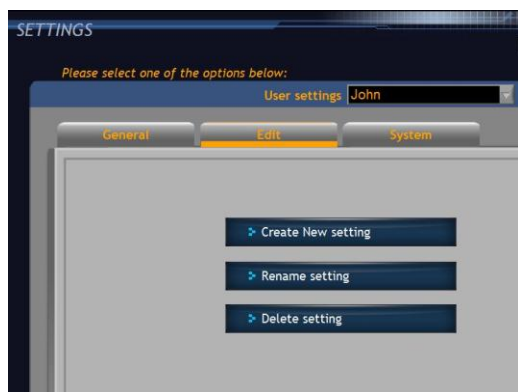 SETTINGS
Please select one of the options below:
User settings John
General Edit System
Create New setting
Rename setting
Delete setting